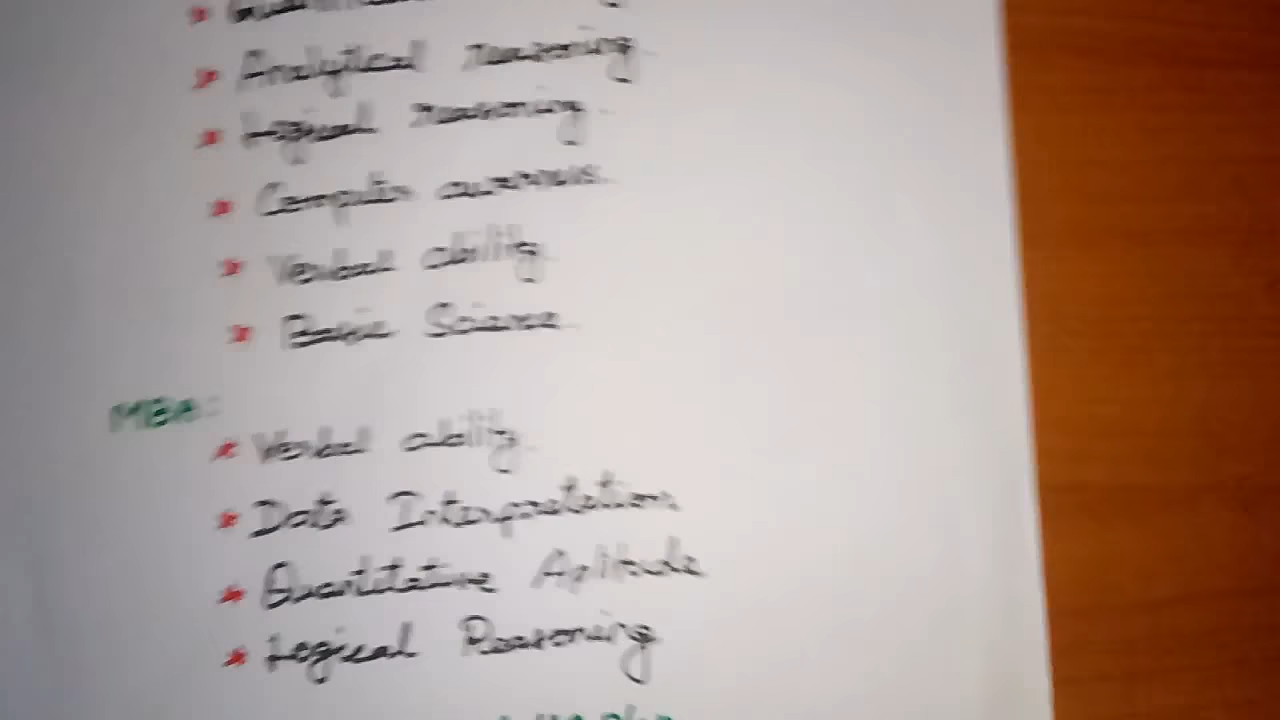 Analytical reasoning.
Logical reasoning.
Computer awareness.
Verbal ability.
Basic Science.
MBA:
Verbal ability.
Data Interpretation.
Quantitative Aptitude
Logical Reasoning